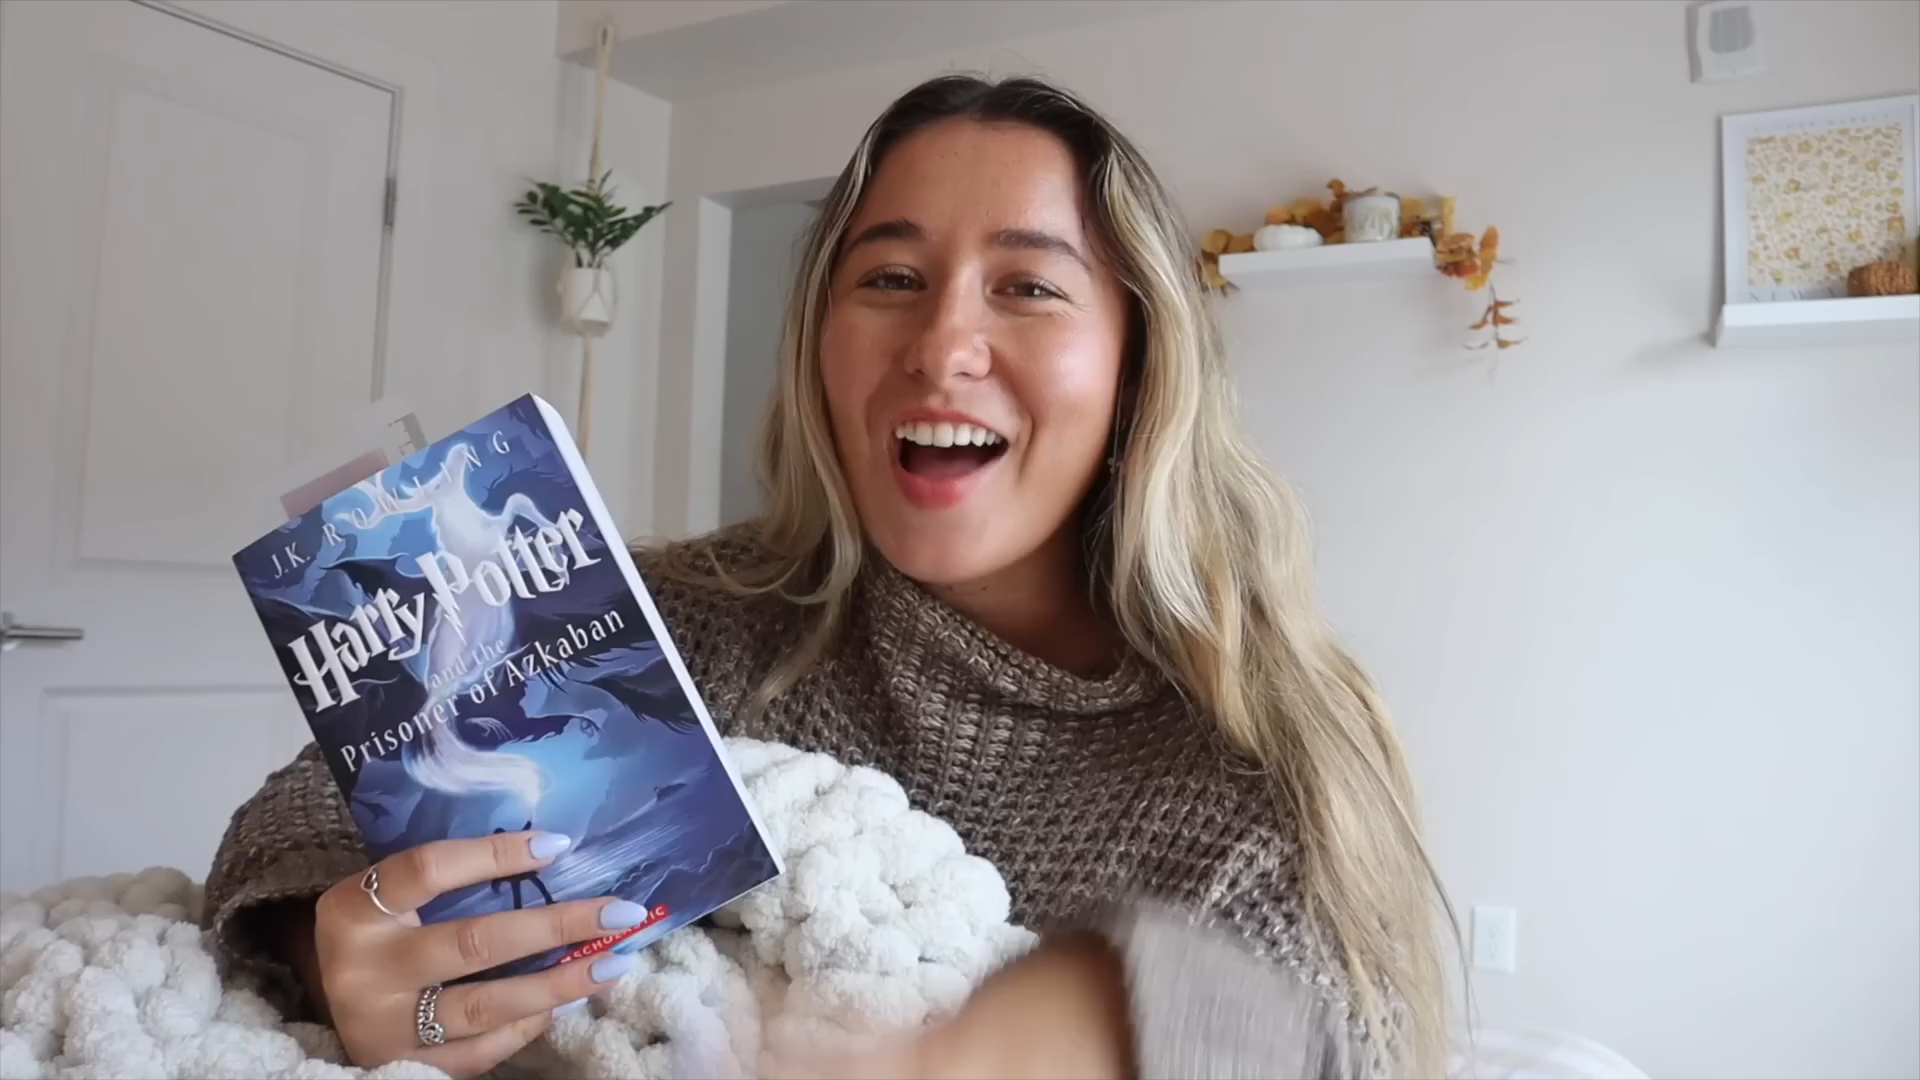 J.K. ROWLING
Harry Potter
and the
Prisoner of Azkaban
SCHOLASTIC